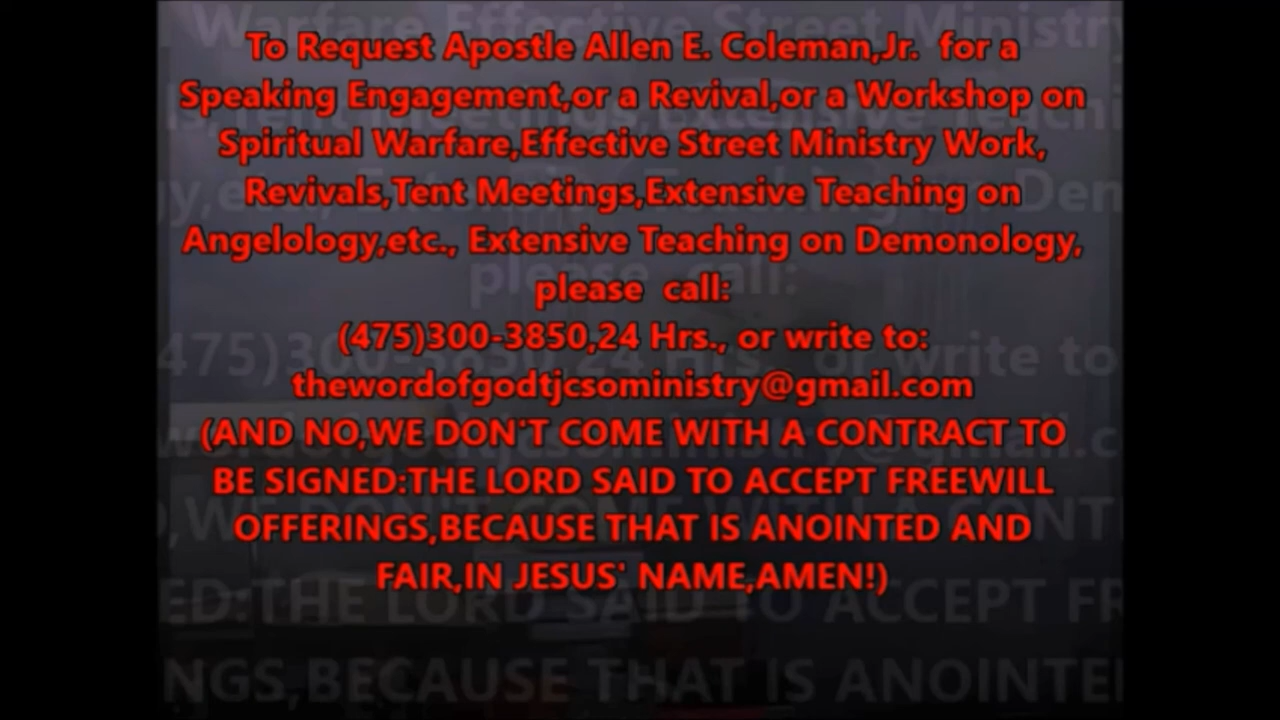 To Request Apostle Allen E. Coleman,Jr.  for a
Speaking Engagement,or a Revival,or a Workshop on
Spiritual Warfare,Effective Street Ministry Work,
Revivals,Tent Meetings,Extensive Teaching on
Angelology,etc., Extensive Teaching on Demonology,
please  call:
(475)300-3850,24 Hrs., or write to:
thewordofgodtjcsoministry@gmail.com
(AND NO,WE DON'T COME WITH A CONTRACT TO
BE SIGNED:THE LORD SAID TO ACCEPT FREEWILL
OFFERINGS,BECAUSE THAT IS ANOINTED AND
FAIR,IN JESUS' NAME,AMEN!)